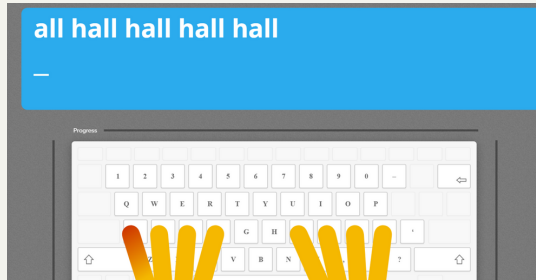 all hall hall hall hall
_
Progress
1 2 3 4 5 6 7 8 9 0 -
Q W E R T Y U I O P
G H '
Z V B N ?